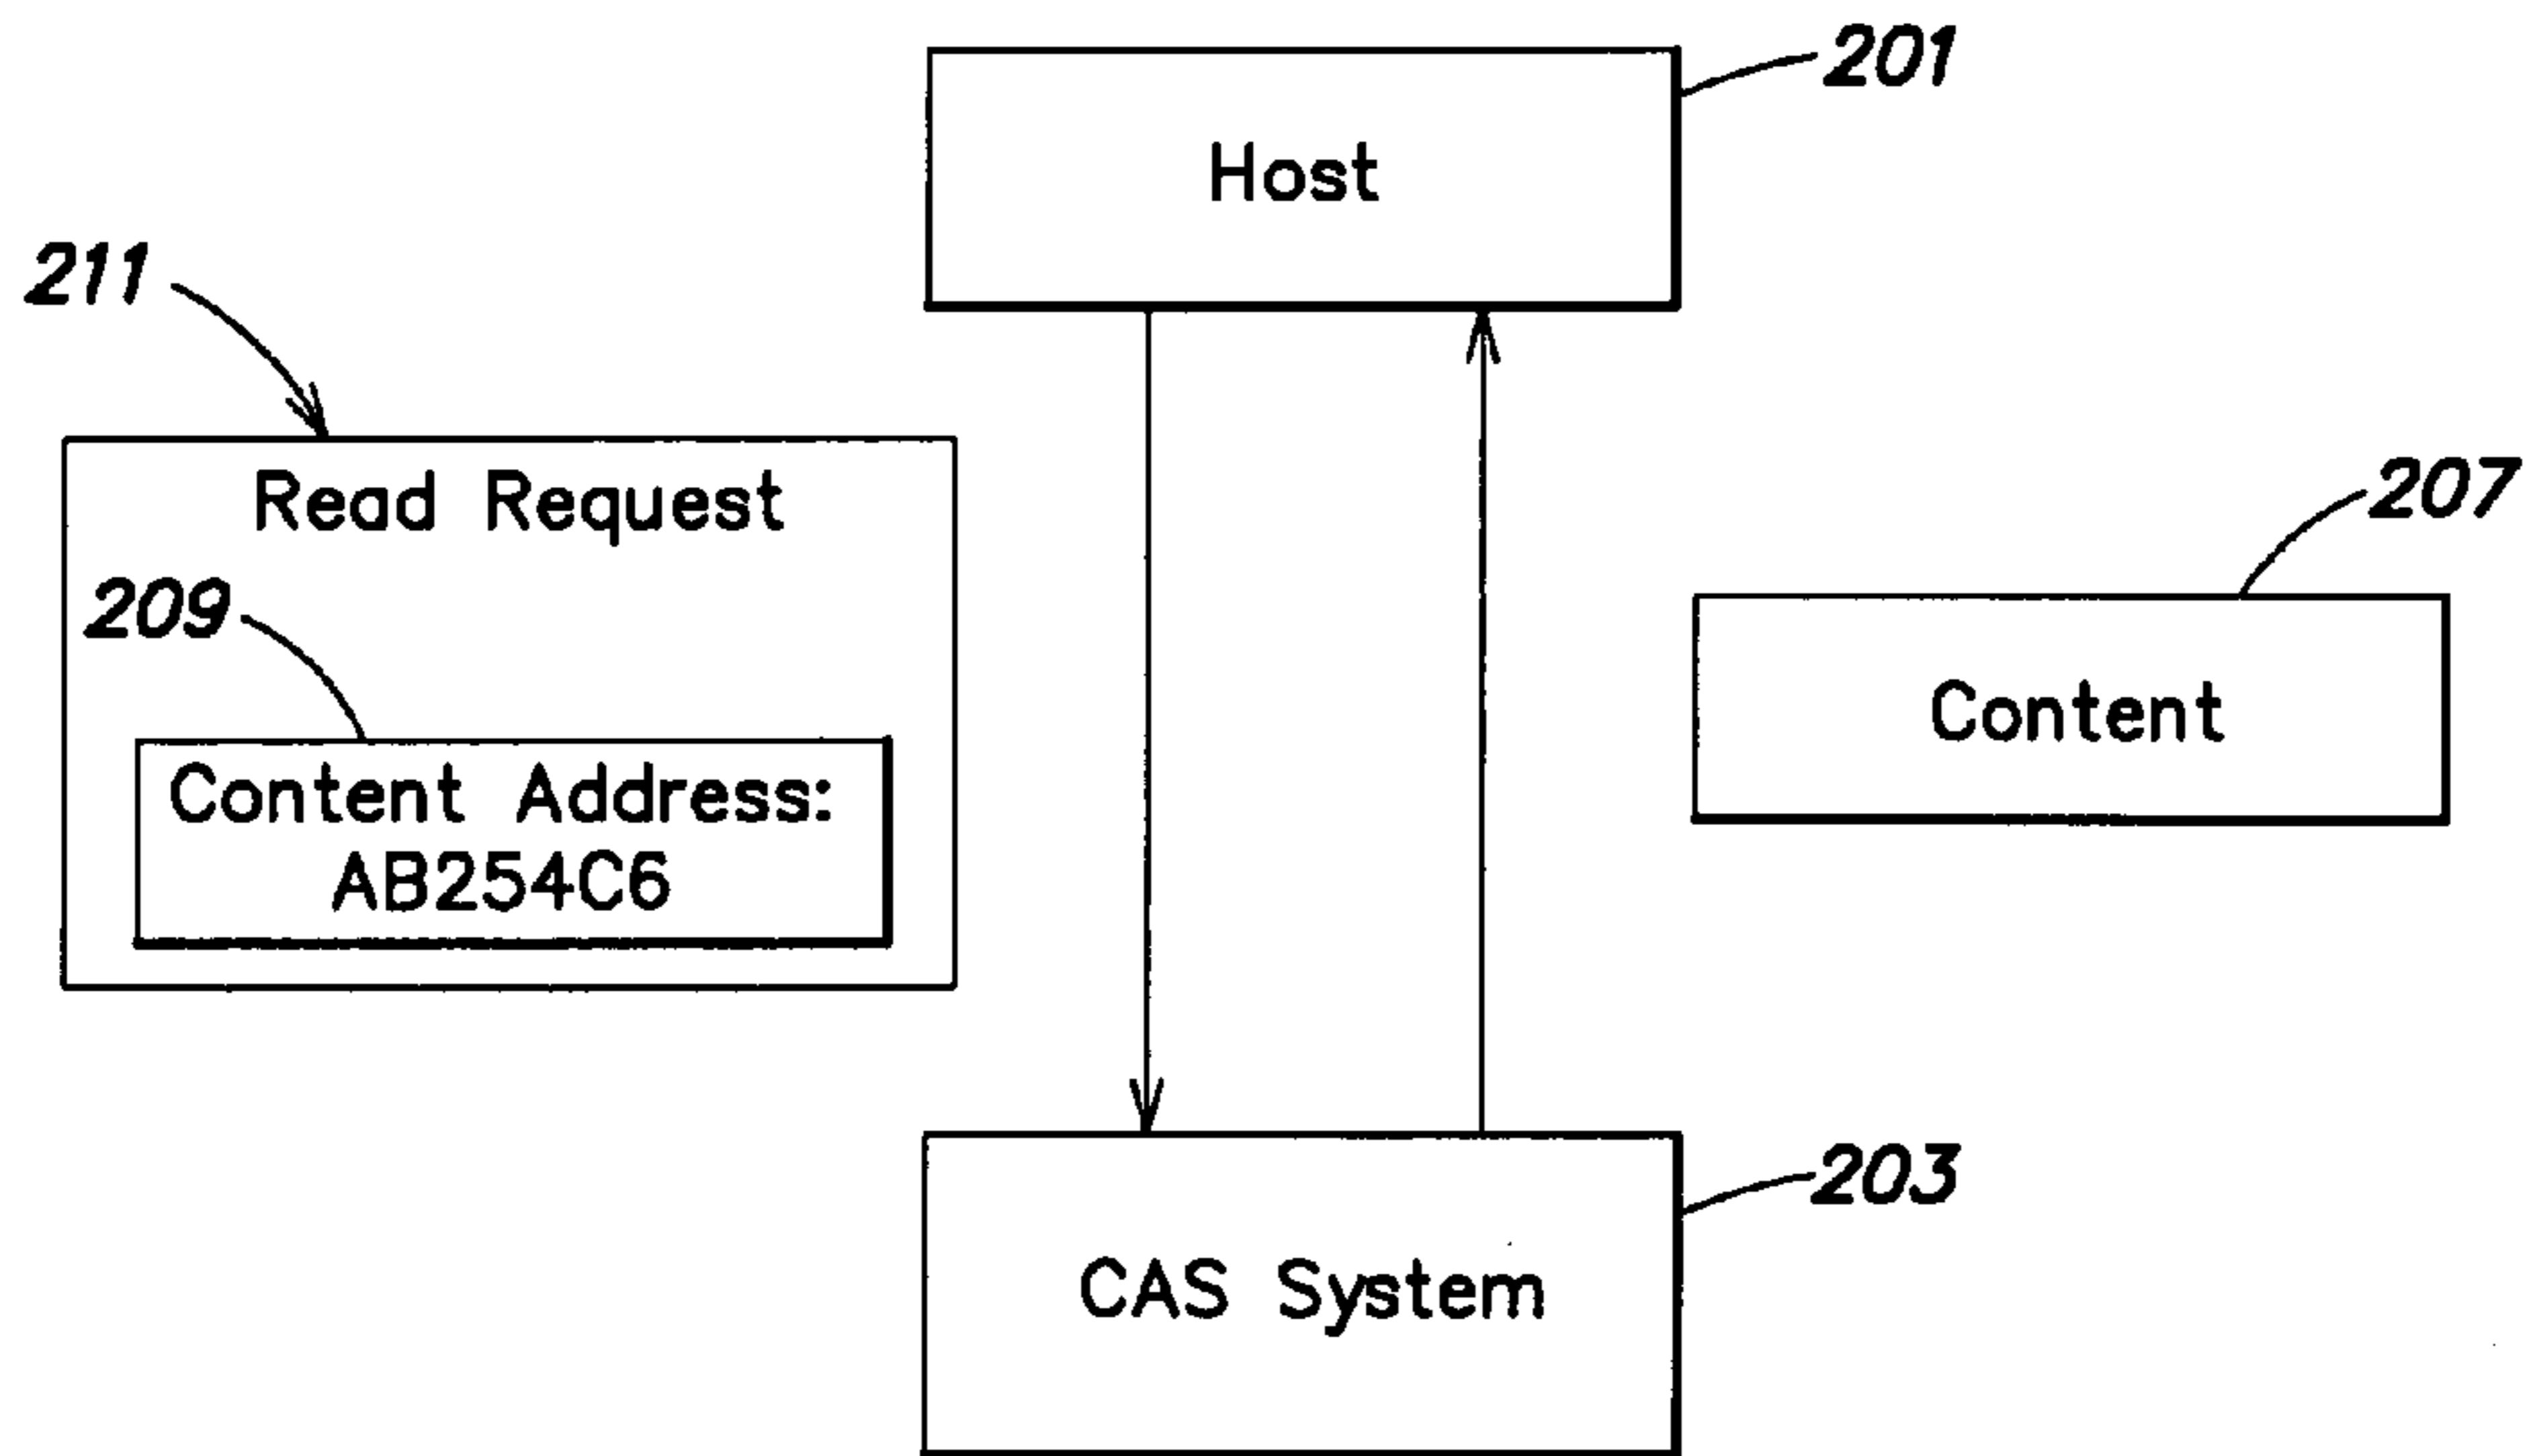 201
Host
211
Read Request
207
209
Content
Content Address:
AB254C6
203
CAS System